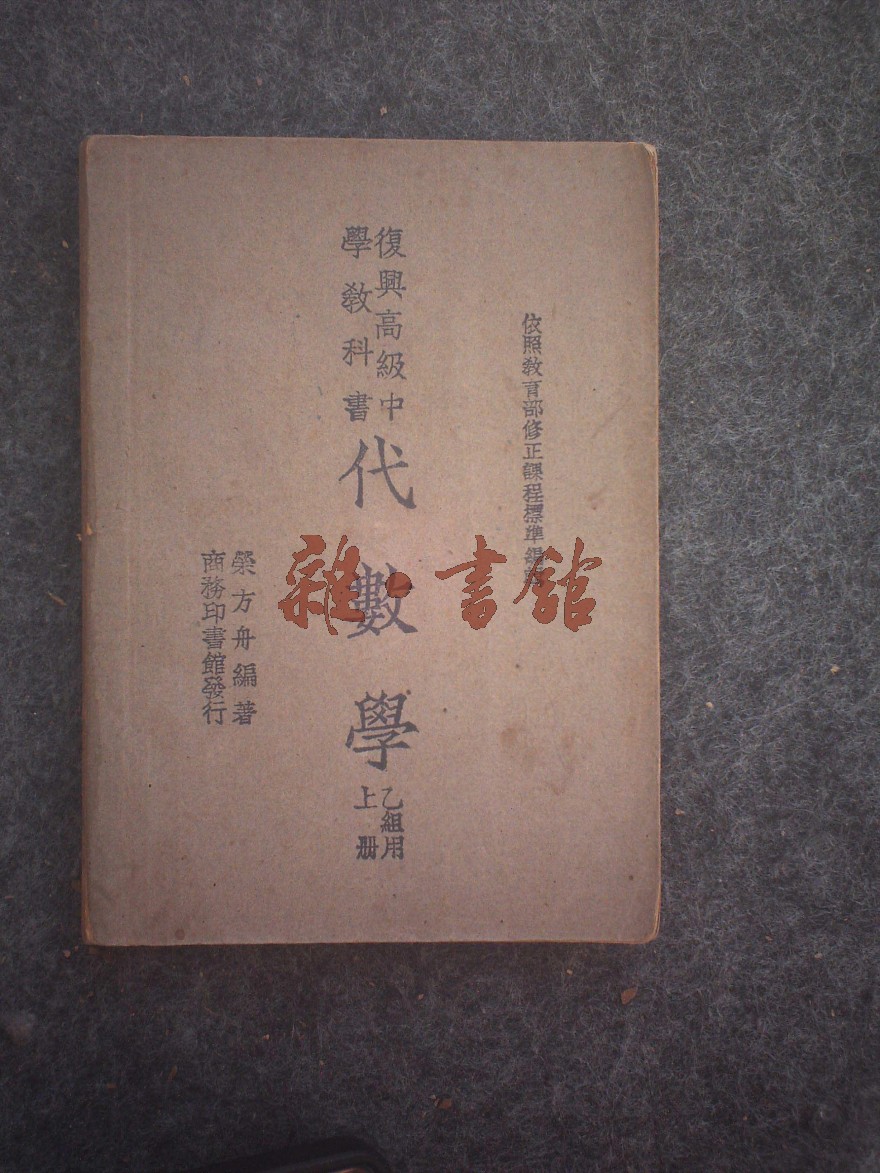 依照教育部修正課程標準編
復興高級中
學教科書
代數學
乙組用
上册
榮方舟編著
商務印書館發行
雜·書館